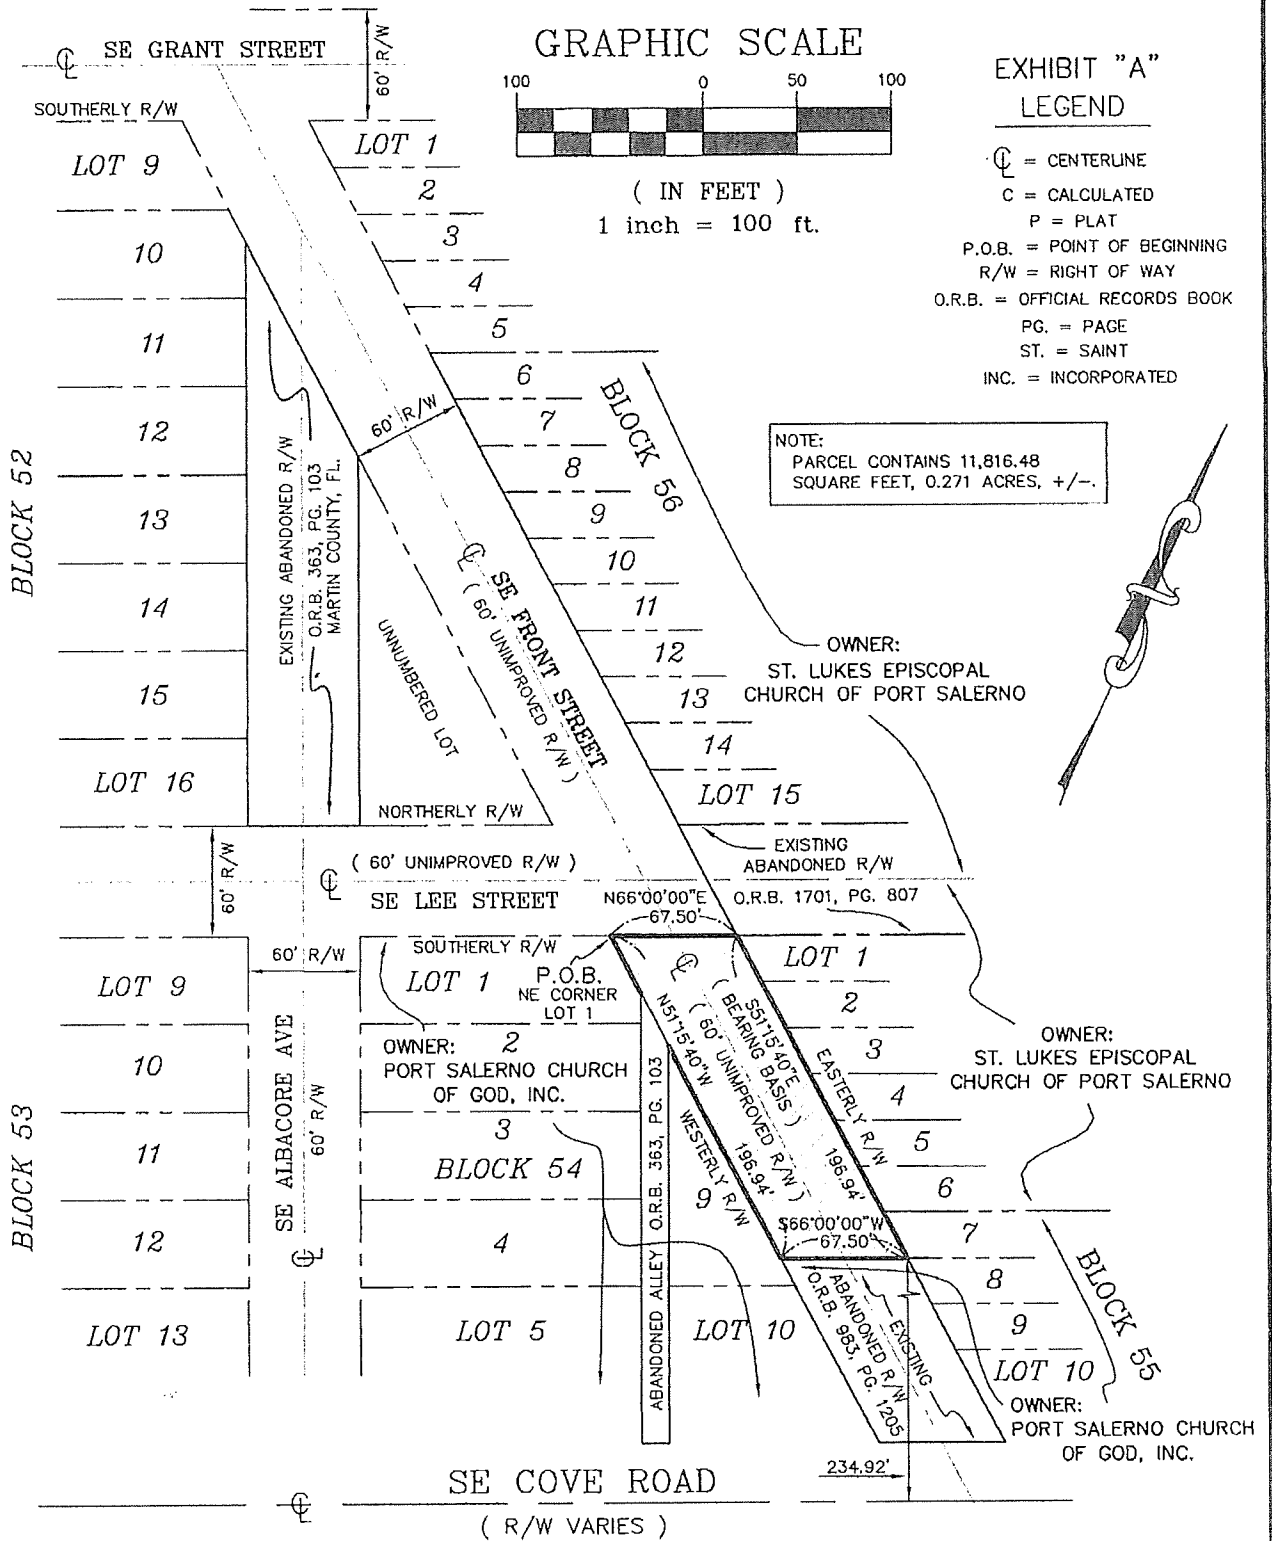 GRAPHIC SCALE
100 0 50 100
( IN FEET )
1 inch = 100 ft.
EXHIBIT "A"
LEGEND
℄ = CENTERLINE
C = CALCULATED
P = PLAT
P.O.B. = POINT OF BEGINNING
R/W = RIGHT OF WAY
O.R.B. = OFFICIAL RECORDS BOOK
PG. = PAGE
ST. = SAINT
INC. = INCORPORATED
NOTE:
PARCEL CONTAINS 11,816.48
SQUARE FEET, 0.271 ACRES, +/-.
℄ SE GRANT STREET
60' R/W
SOUTHERLY R/W
LOT 9
10
11
12
13
14
15
LOT 16
BLOCK 52
EXISTING ABANDONED R/W
O.R.B. 363, PG. 103
MARTIN COUNTY, FL.
UNNUMBERED LOT
NORTHERLY R/W
60' R/W
℄
SE FRONT STREET
( 60' UNIMPROVED R/W )
LOT 1
2
3
4
5
6
7
8
9
10
11
12
13
14
LOT 15
BLOCK 56
OWNER:
ST. LUKES EPISCOPAL
CHURCH OF PORT SALERNO
EXISTING
ABANDONED R/W
O.R.B. 1701, PG. 807
60' R/W
( 60' UNIMPROVED R/W )
℄
SE LEE STREET
N66°00'00"E
67.50'
SOUTHERLY R/W
60' R/W
P.O.B.
NE CORNER
LOT 1
LOT 9
10
11
12
LOT 13
BLOCK 53
SE ALBACORE AVE
60' R/W
℄
LOT 1
2
OWNER:
PORT SALERNO CHURCH
OF GOD, INC.
3
BLOCK 54
4
LOT 5
ABANDONED ALLEY O.R.B. 363, PG. 103
9
LOT 10
WESTERLY R/W
N51°15'40"W
196.94'
℄
( 60' UNIMPROVED R/W )
( BEARING BASIS )
S51°15'40"E
196.94'
EASTERLY R/W
S66°00'00"W
67.50'
LOT 1
2
3
4
5
6
7
8
9
LOT 10
BLOCK 55
OWNER:
ST. LUKES EPISCOPAL
CHURCH OF PORT SALERNO
EXISTING
ABANDONED R/W
O.R.B. 983, PG. 1205
OWNER:
PORT SALERNO CHURCH
OF GOD, INC.
234.92'
SE COVE ROAD
℄
( R/W VARIES )